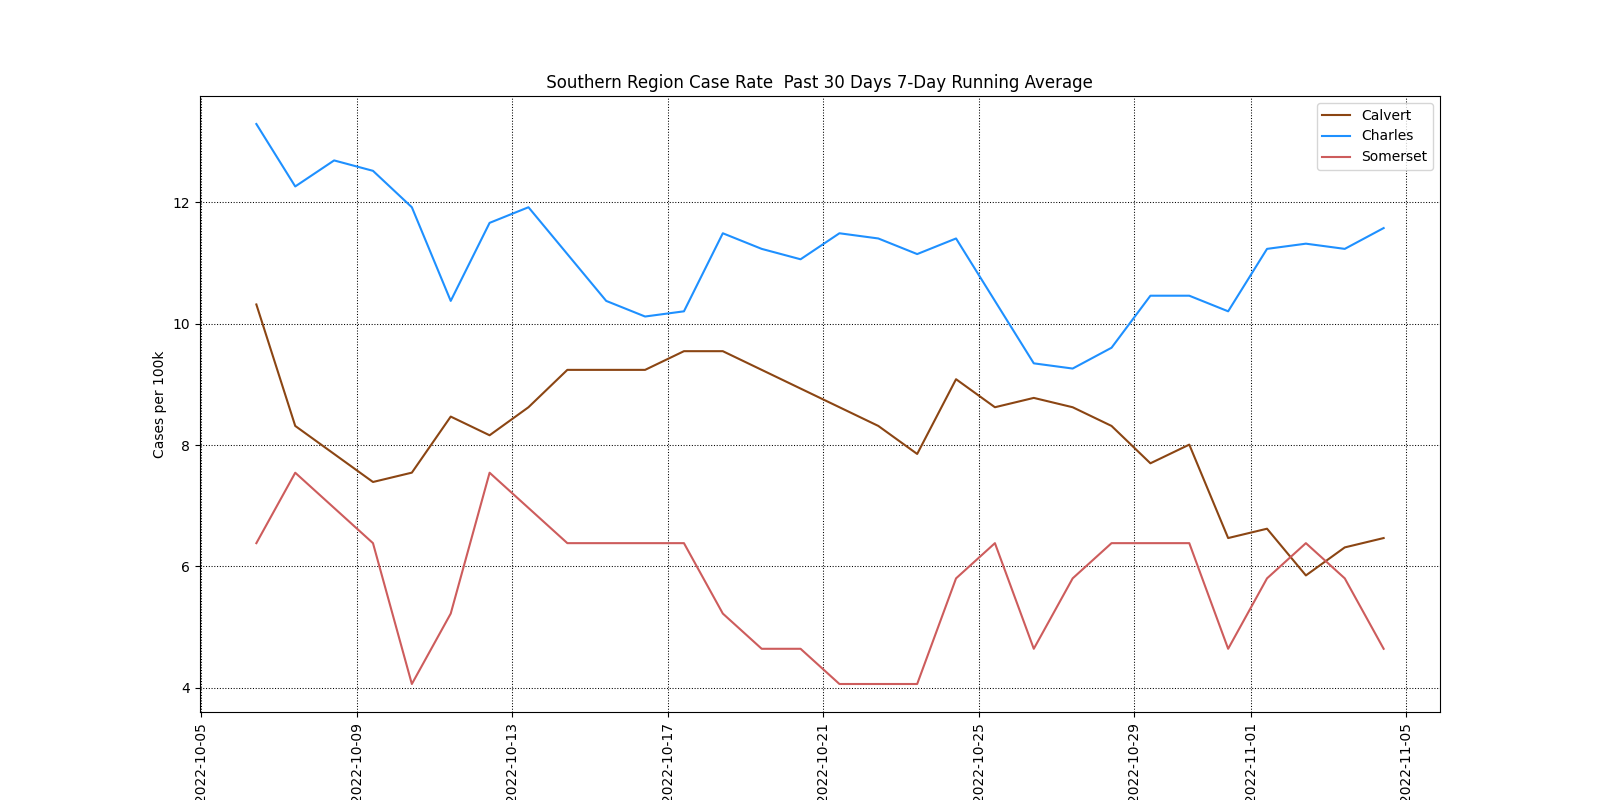 Southern Region Case Rate  Past 30 Days 7-Day Running Average
Calvert
Charles
Somerset
Cases per 100k
12
10
8
6
4
2022-10-05
2022-10-09
2022-10-13
2022-10-17
2022-10-21
2022-10-25
2022-10-29
2022-11-01
2022-11-05